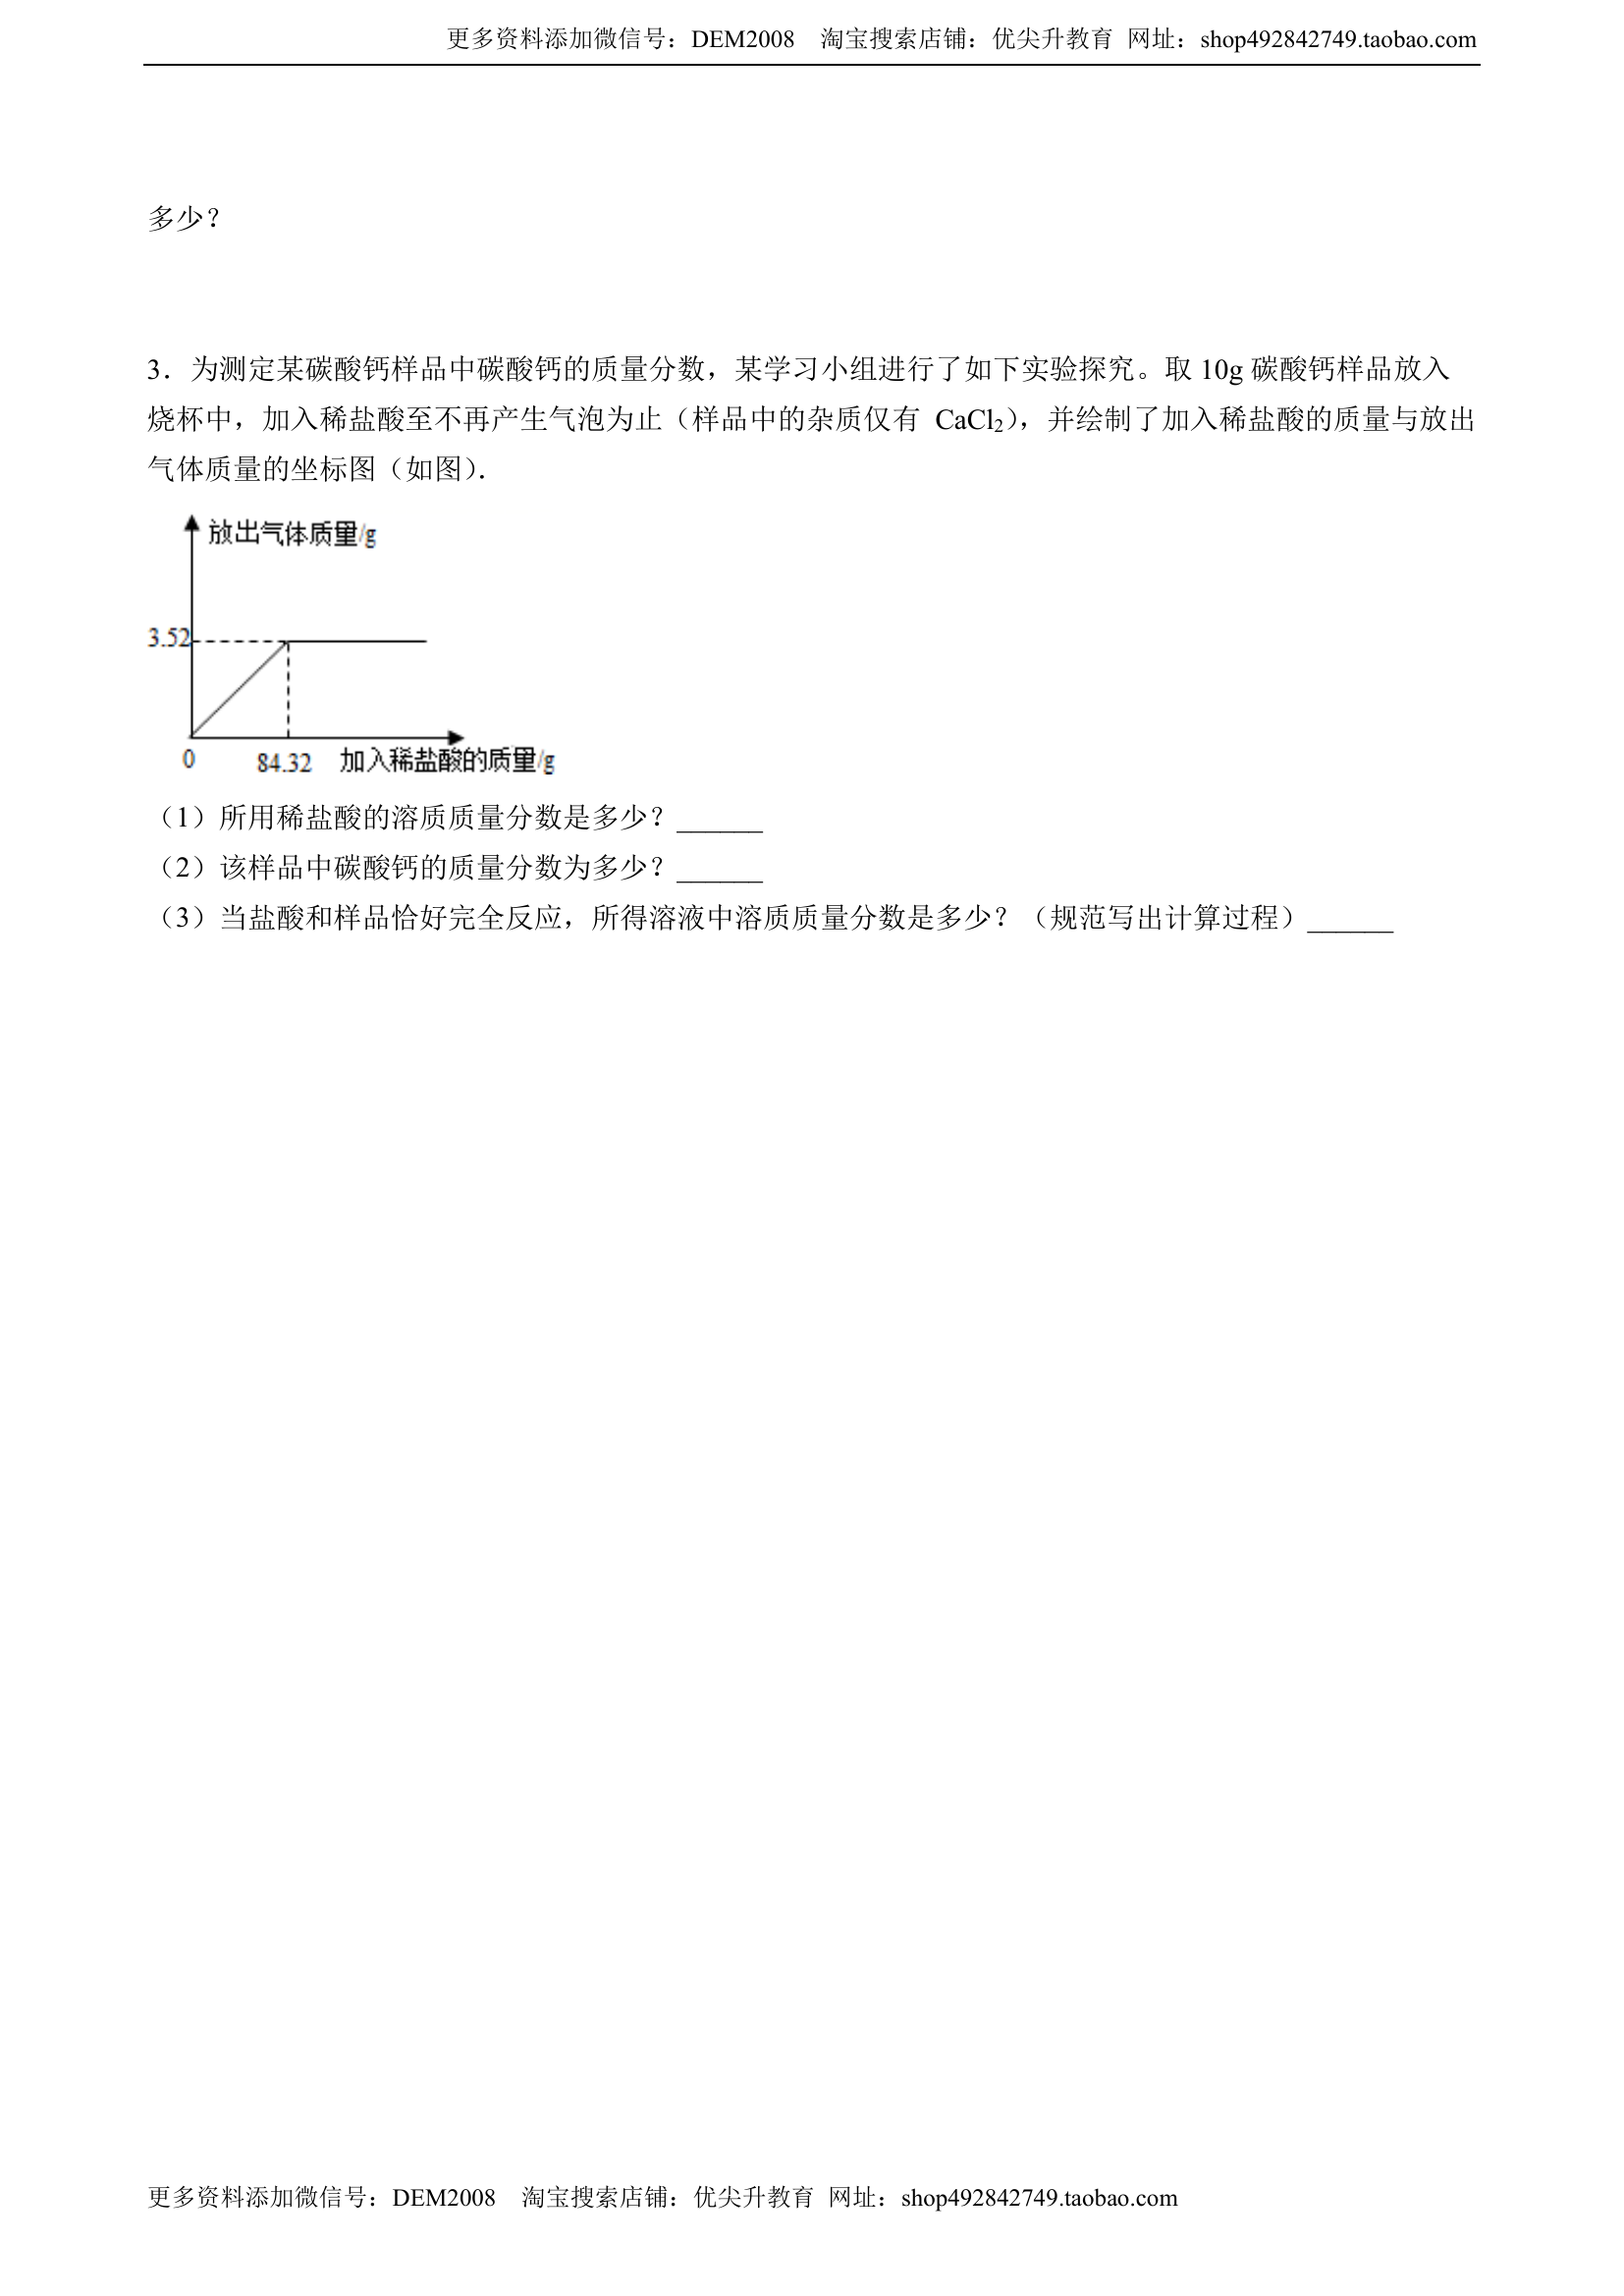 更多资料添加微信号：DEM2008 淘宝搜索店铺：优尖升教育 网址：shop492842749.taobao.com
多少？
3．为测定某碳酸钙样品中碳酸钙的质量分数，某学习小组进行了如下实验探究。取 10g 碳酸钙样品放入
烧杯中，加入稀盐酸至不再产生气泡为止（样品中的杂质仅有 CaCl₂），并绘制了加入稀盐酸的质量与放出
气体质量的坐标图（如图）．
放出气体质量/g
3.52
0 84.32 加入稀盐酸的质量/g
（1）所用稀盐酸的溶质质量分数是多少？______
（2）该样品中碳酸钙的质量分数为多少？______
（3）当盐酸和样品恰好完全反应，所得溶液中溶质质量分数是多少？（规范写出计算过程）______
更多资料添加微信号：DEM2008 淘宝搜索店铺：优尖升教育 网址：shop492842749.taobao.com